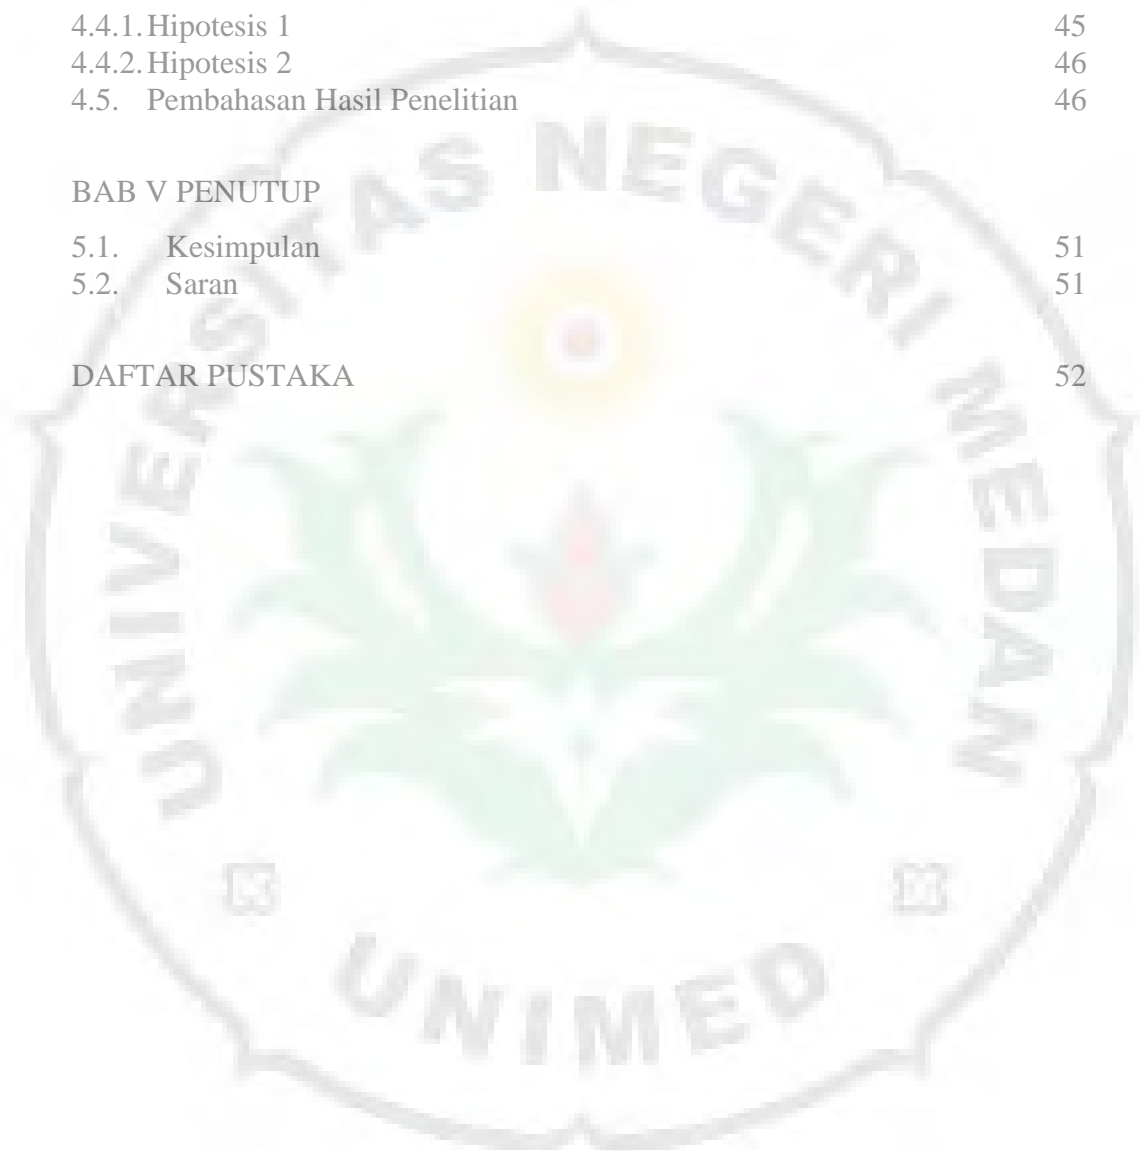 4.4.1. Hipotesis 1 45
4.4.2. Hipotesis 2 46
4.5. Pembahasan Hasil Penelitian 46
BAB V PENUTUP
5.1. Kesimpulan 51
5.2. Saran 51
DAFTAR PUSTAKA 52
UNIVERSITAS NEGERI MEDAN
UNIMED